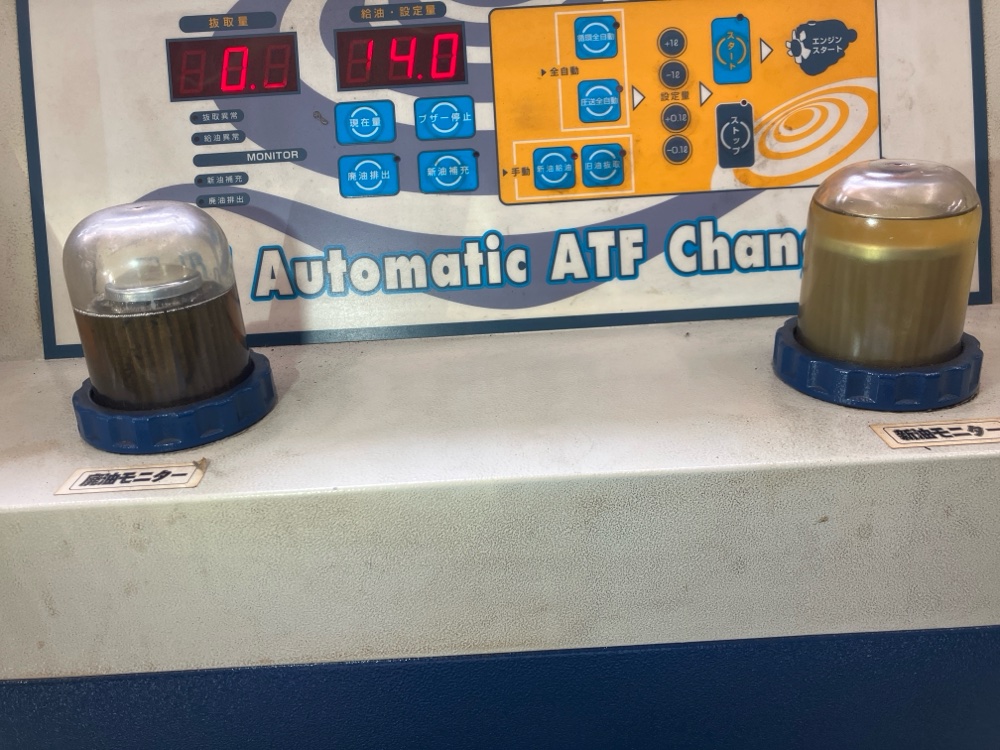 抜取量
給油・設定量
0.0
14.0
抜取異常
給油異常
MONITOR
新油補充
廃油排出
現在量
ブザー停止
廃油排出
新油補充
循環全自動
▶全自動
圧送全自動
▶手動
新油給油
旧油抜取
+1ℓ
-1ℓ
設定量
+0.1ℓ
-0.1ℓ
スタート
ストップ
エンジン
スタート
Automatic ATF Chang
廃油モニター
新油モニター